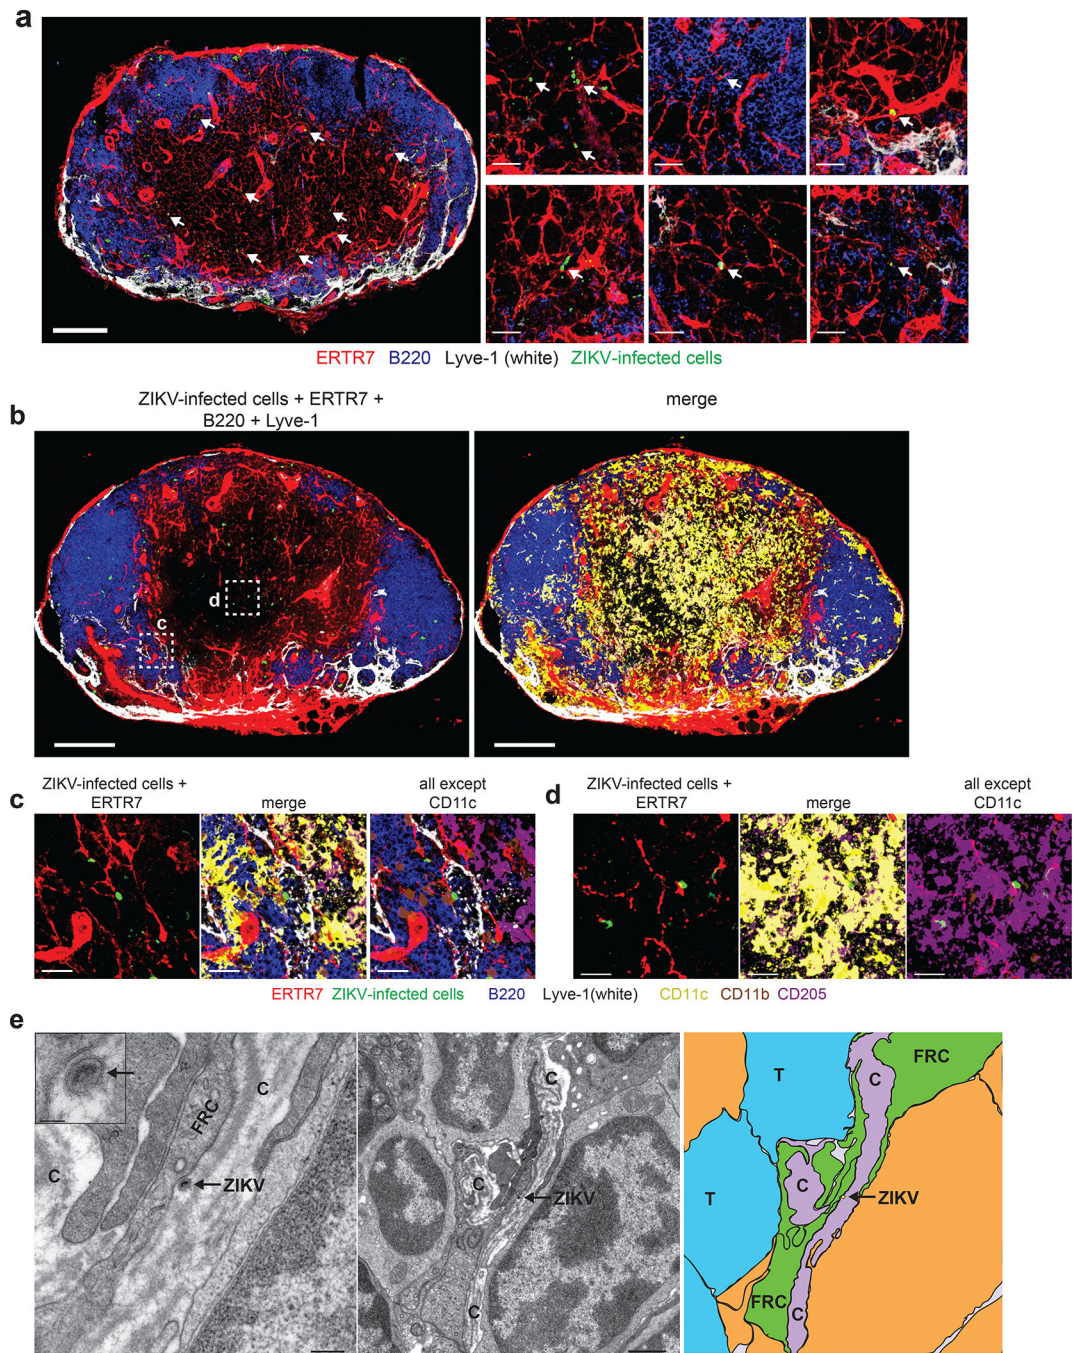 a
ERTR7 B220 Lyve-1 (white) ZIKV-infected cells
b
ZIKV-infected cells + ERTR7 +
B220 + Lyve-1
merge
d
c
c
ZIKV-infected cells +
ERTR7
merge
all except
CD11c
d
ZIKV-infected cells +
ERTR7
merge
all except
CD11c
ERTR7 ZIKV-infected cells B220 Lyve-1(white) CD11c CD11b CD205
e
C
FRC
C
ZIKV
C
C
ZIKV
C
T
C
FRC
T
C
ZIKV
FRC
C